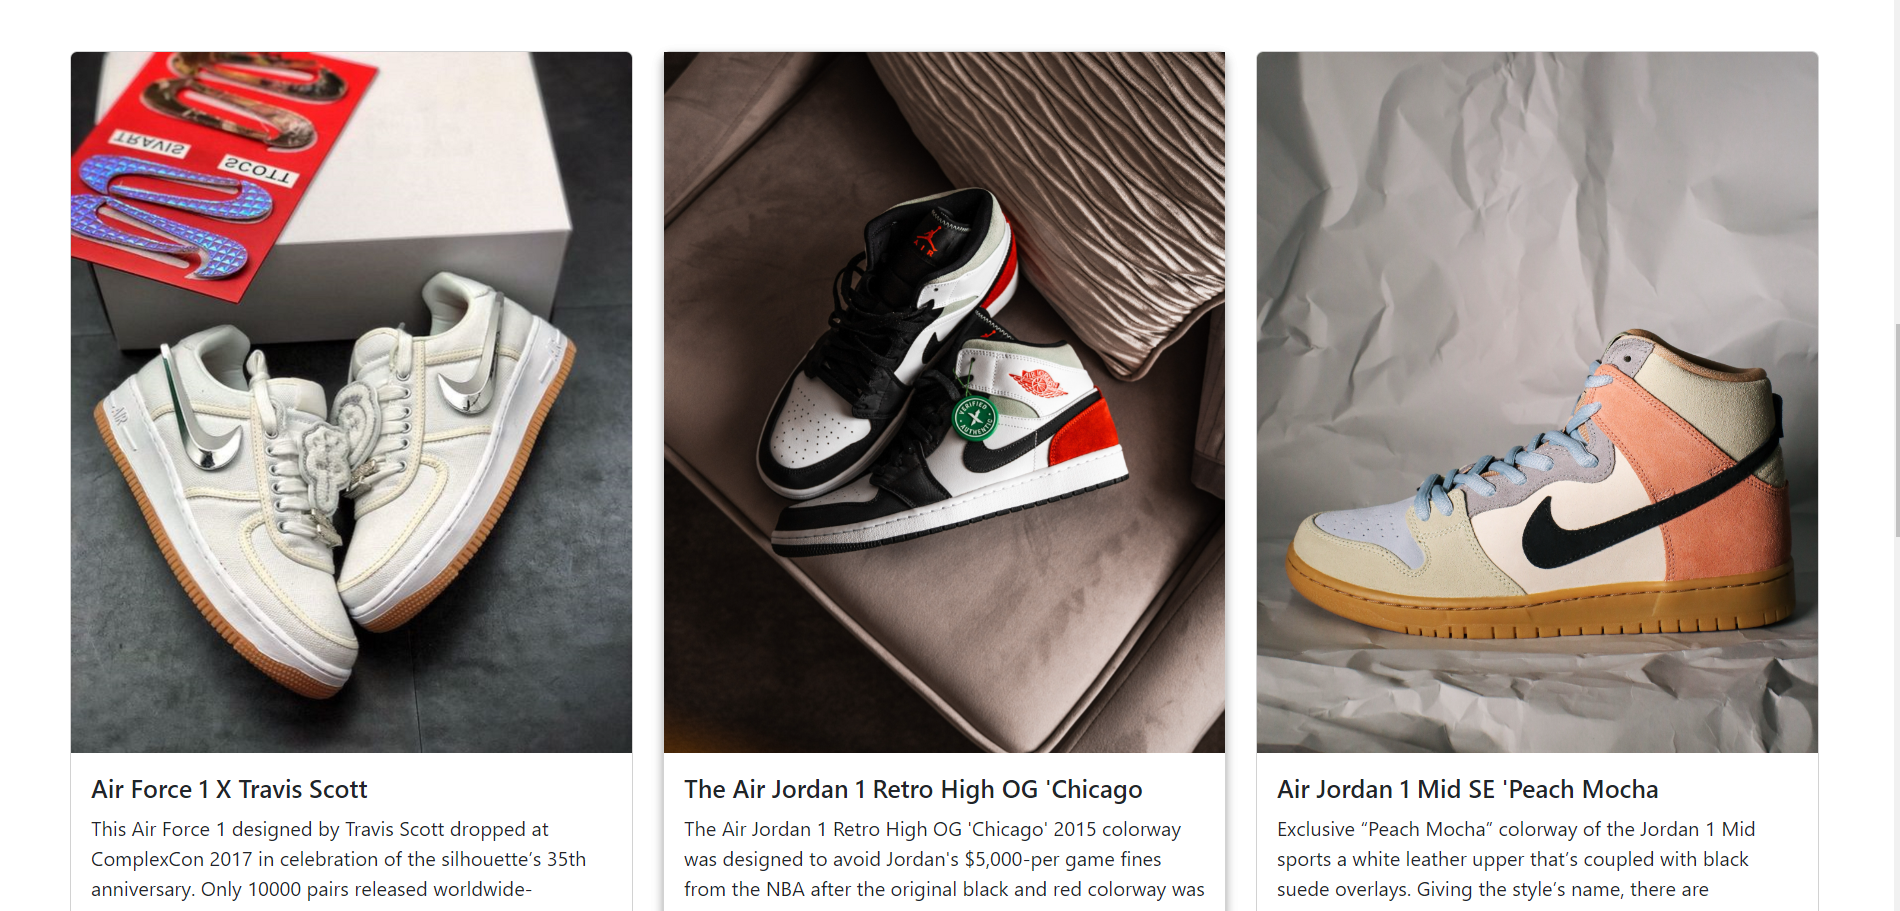 TRAVIS
SCOTT
AIR
AIR
VERIFIED
AUTHENTIC
Air Force 1 X Travis Scott
This Air Force 1 designed by Travis Scott dropped at
ComplexCon 2017 in celebration of the silhouette’s 35th
anniversary. Only 10000 pairs released worldwide-
The Air Jordan 1 Retro High OG 'Chicago
The Air Jordan 1 Retro High OG 'Chicago' 2015 colorway
was designed to avoid Jordan's $5,000-per game fines
from the NBA after the original black and red colorway was
Air Jordan 1 Mid SE 'Peach Mocha
Exclusive “Peach Mocha” colorway of the Jordan 1 Mid
sports a white leather upper that’s coupled with black
suede overlays. Giving the style’s name, there are